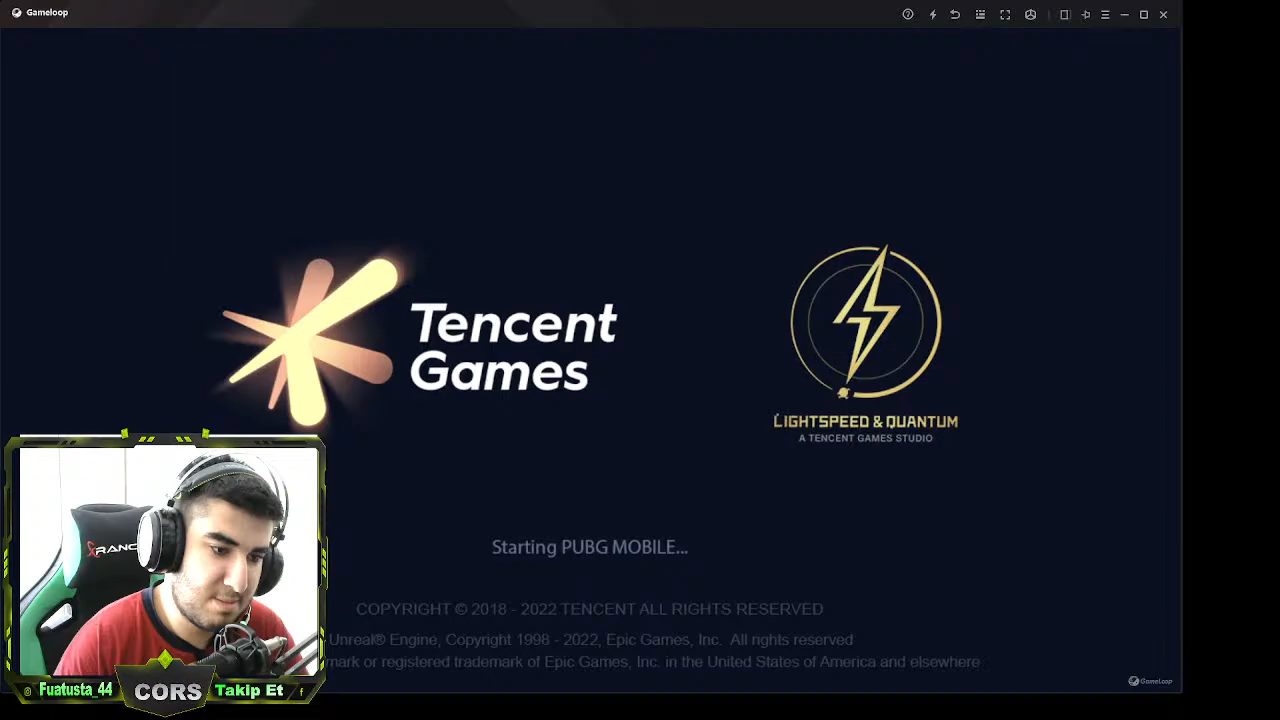 Gameloop
Tencent
Games
LIGHTSPEED & QUANTUM
A TENCENT GAMES STUDIO
Starting PUBG MOBILE...
COPYRIGHT © 2018 - 2022 TENCENT ALL RIGHTS RESERVED
Unreal® Engine, Copyright 1998 - 2022, Epic Games, Inc. All rights reserved
or registered trademark of Epic Games, Inc. in the United States of America and elsewhere
XRANC
Fuatusta_44
CORS
Takip Et
GameLoop